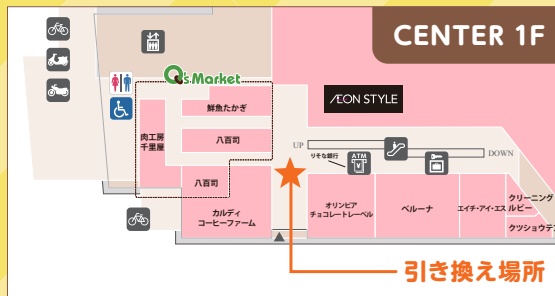 CENTER 1F
Q's Market
鮮魚たかぎ
ÆON STYLE
肉工房
千里屋
八百司
UP
りそな銀行
ATM
DOWN
八百司
カルディ
コーヒーファーム
オリンピア
チョコレートレーベル
ベルーナ
エイチ・アイ・エス
クリーニング
ルビー
クツショウテン
引き換え場所